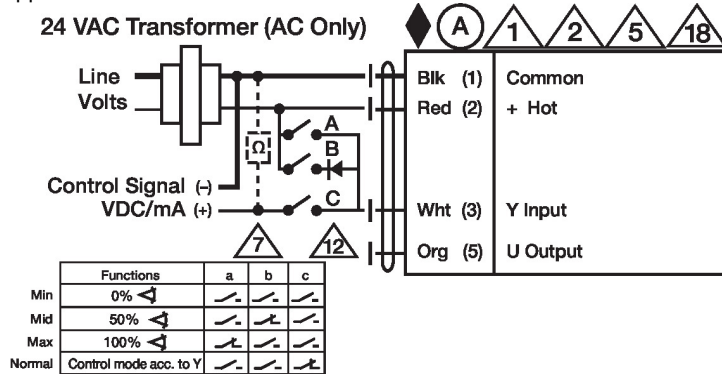 24 VAC Transformer (AC Only)
A 1 2 5 18
Line
Volts
Blk (1) Common
Red (2) + Hot
A
B
Ω
Control Signal (-)
VDC/mA (+)
C
Wht (3) Y Input
7 12
Org (5) U Output
Functions a b c
Min 0%
Mid 50%
Max 100%
Normal Control mode acc. to Y